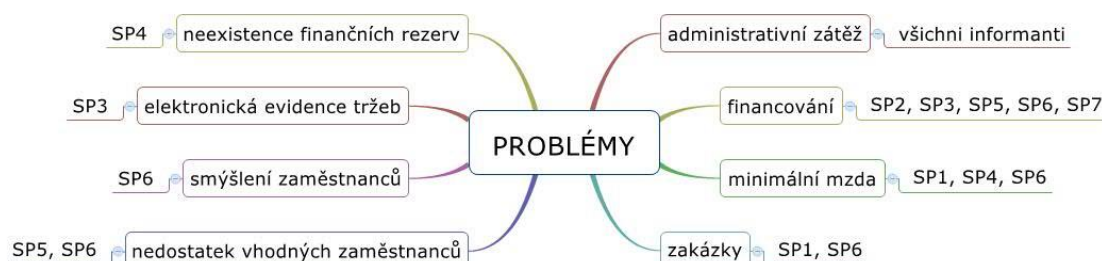 SP4 neexistence finančních rezerv
administrativní zátěž všichni informanti
SP3 elektronická evidence tržeb
financování SP2, SP3, SP5, SP6, SP7
PROBLÉMY
SP6 smýšlení zaměstnanců
minimální mzda SP1, SP4, SP6
SP5, SP6 nedostatek vhodných zaměstnanců
zakázky SP1, SP6